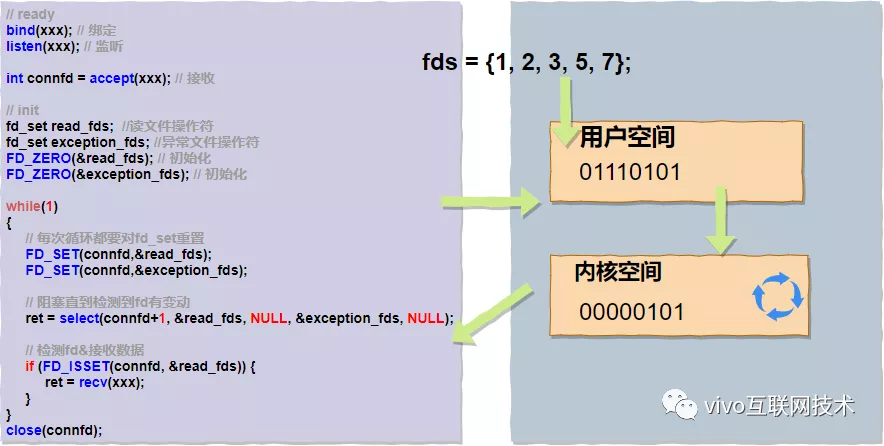 // ready
bind(xxx); // 绑定
listen(xxx); // 监听
int connfd = accept(xxx); // 接收
// init
fd_set read_fds; //读文件操作符
fd_set exception_fds; //异常文件操作符
FD_ZERO(&read_fds); // 初始化
FD_ZERO(&exception_fds); // 初始化
while(1)
{
// 每次循环都要对fd_set重置
FD_SET(connfd,&read_fds);
FD_SET(connfd,&exception_fds);
// 阻塞直到检测到fd有变动
ret = select(connfd+1, &read_fds, NULL, &exception_fds, NULL);
// 检测fd&接收数据
if (FD_ISSET(connfd, &read_fds)) {
ret = recv(xxx);
}
}
close(connfd);
fds = {1, 2, 3, 5, 7};
用户空间
01110101
内核空间
00000101
vivo互联网技术